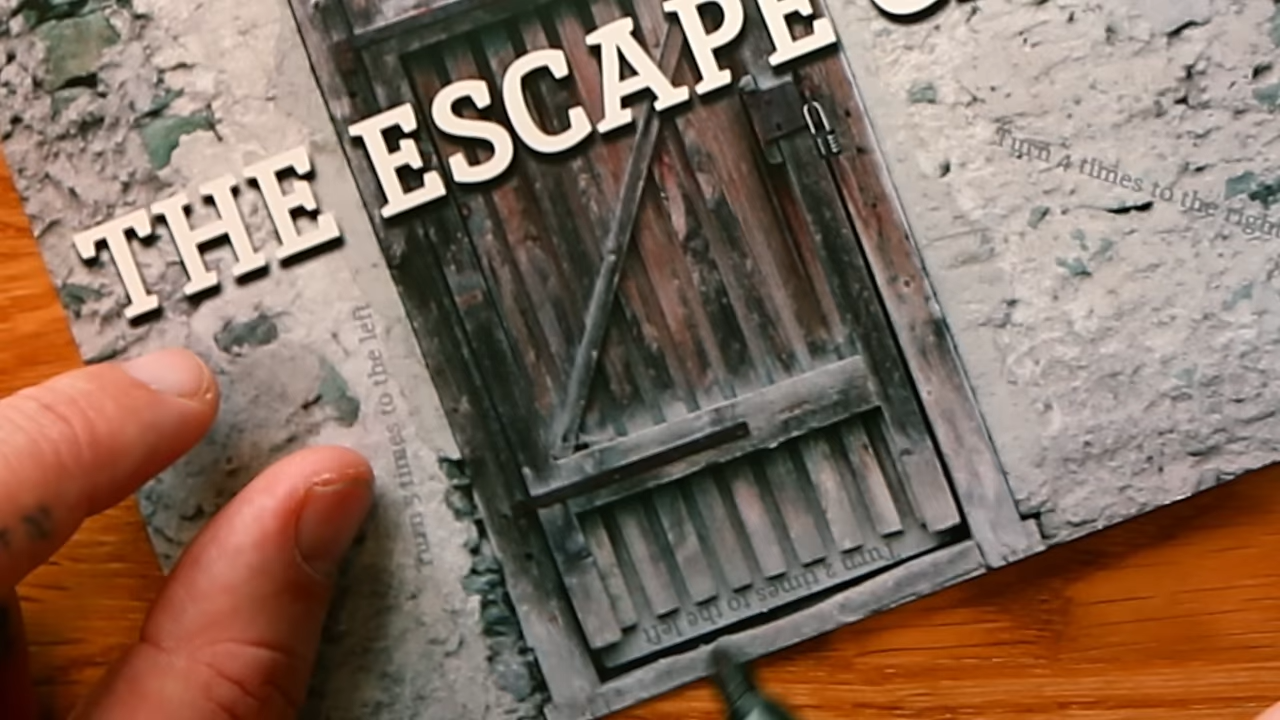 THE ESCAPE
Turn 4 times to the right
Turn 5 times to the left
Turn 2 times to the left